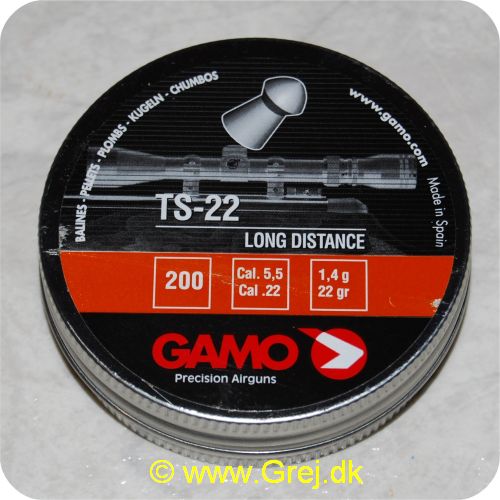 BALINES - PELLETS - PLOMBS - KUGELN - CHUMBOS
www.gamo.com
Made in Spain
TS-22
LONG DISTANCE
200
Cal. 5,5
Cal .22
1,4 g
22 gr
GAMO
Precision Airguns
© www.Grej.dk